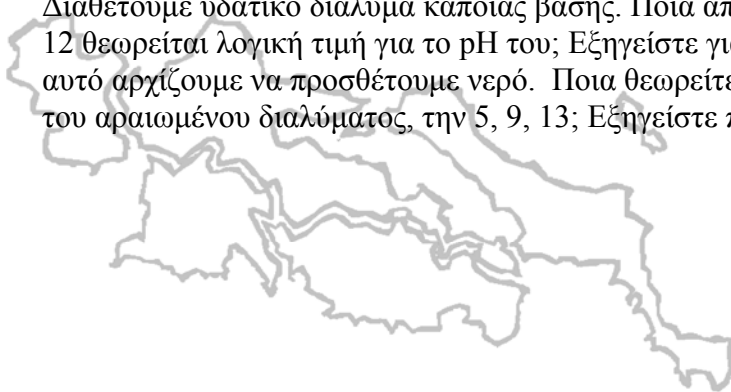 Διαθέτουμε υδατικό διάλυμα κάποιας βάσης. Ποια απ
12 θεωρείται λογική τιμή για το pH του; Εξηγείστε γι
αυτό αρχίζουμε να προσθέτουμε νερό. Ποια θεωρείτε
του αραιωμένου διαλύματος, την 5, 9, 13; Εξηγείστε